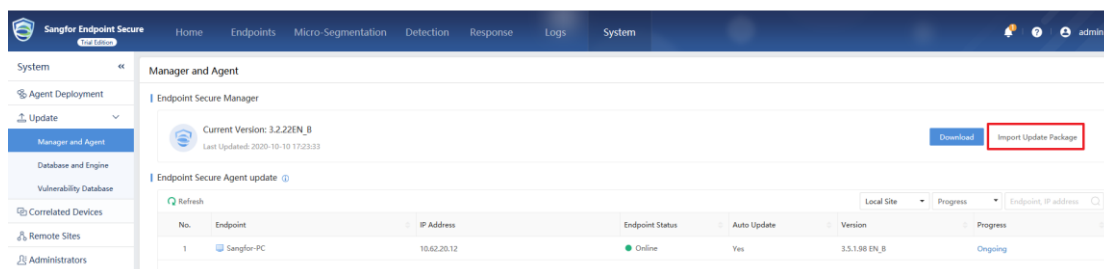 Sangfor Endpoint Secure
Trial Edition
Home Endpoints Micro-Segmentation Detection Response Logs System admin
System «
Manager and Agent
Agent Deployment
Endpoint Secure Manager
Update
Current Version: 3.2.22EN_B
Download Import Update Package
Manager and Agent
Last Updated: 2020-10-10 17:23:33
Database and Engine
Endpoint Secure Agent update
Vulnerability Database
Refresh Local Site Progress Endpoint, IP address
Correlated Devices
No. Endpoint IP Address Endpoint Status Auto Update Version Progress
Remote Sites
1 Sangfor-PC 10.62.20.12 Online Yes 3.5.1.98 EN_B Ongoing
Administrators